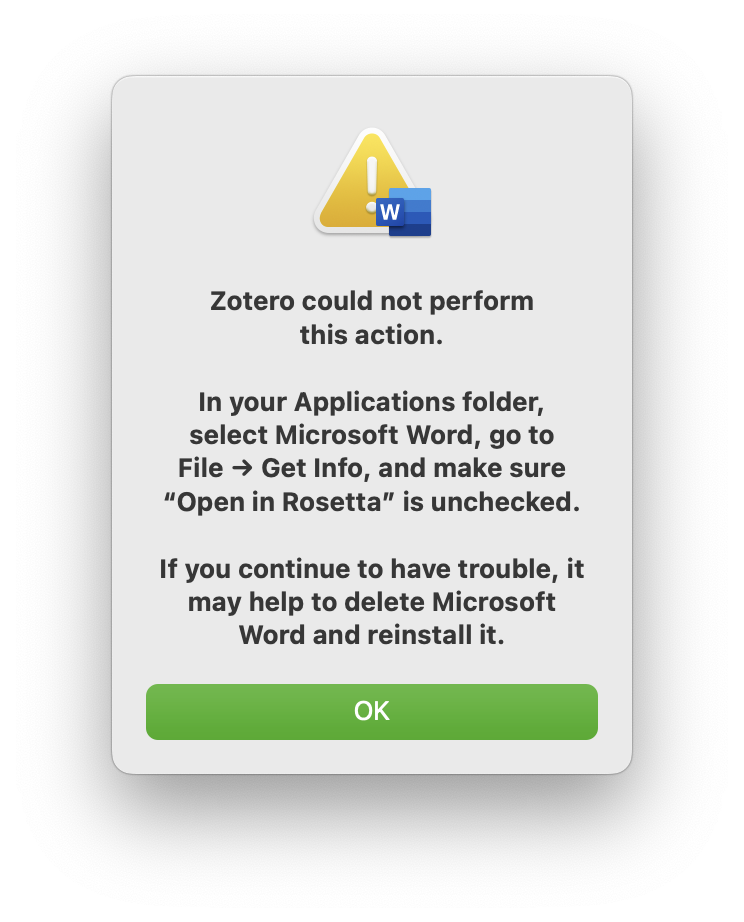 W
Zotero could not perform
this action.
In your Applications folder,
select Microsoft Word, go to
File → Get Info, and make sure
“Open in Rosetta” is unchecked.
If you continue to have trouble, it
may help to delete Microsoft
Word and reinstall it.
OK